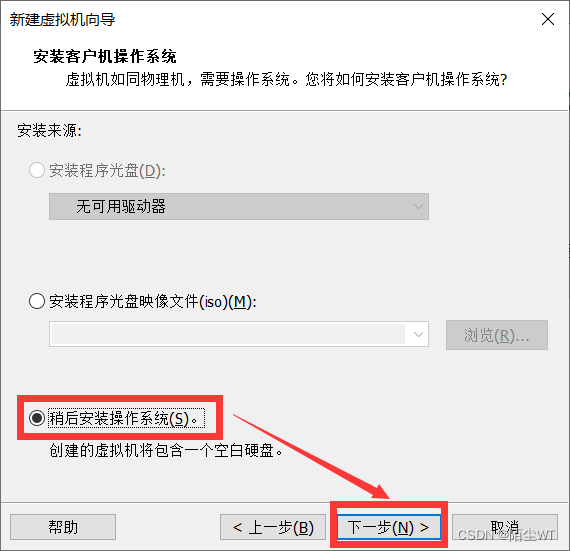 新建虚拟机向导
安装客户机操作系统
虚拟机如同物理机，需要操作系统。您将如何安装客户机操作系统?
安装来源:
安装程序光盘(D):
无可用驱动器
安装程序光盘映像文件(iso)(M):
浏览(R)...
稍后安装操作系统(S)。
创建的虚拟机将包含一个空白硬盘。
帮助
< 上一步(B)
下一步(N) >
取消
CSDN @陌尘WT